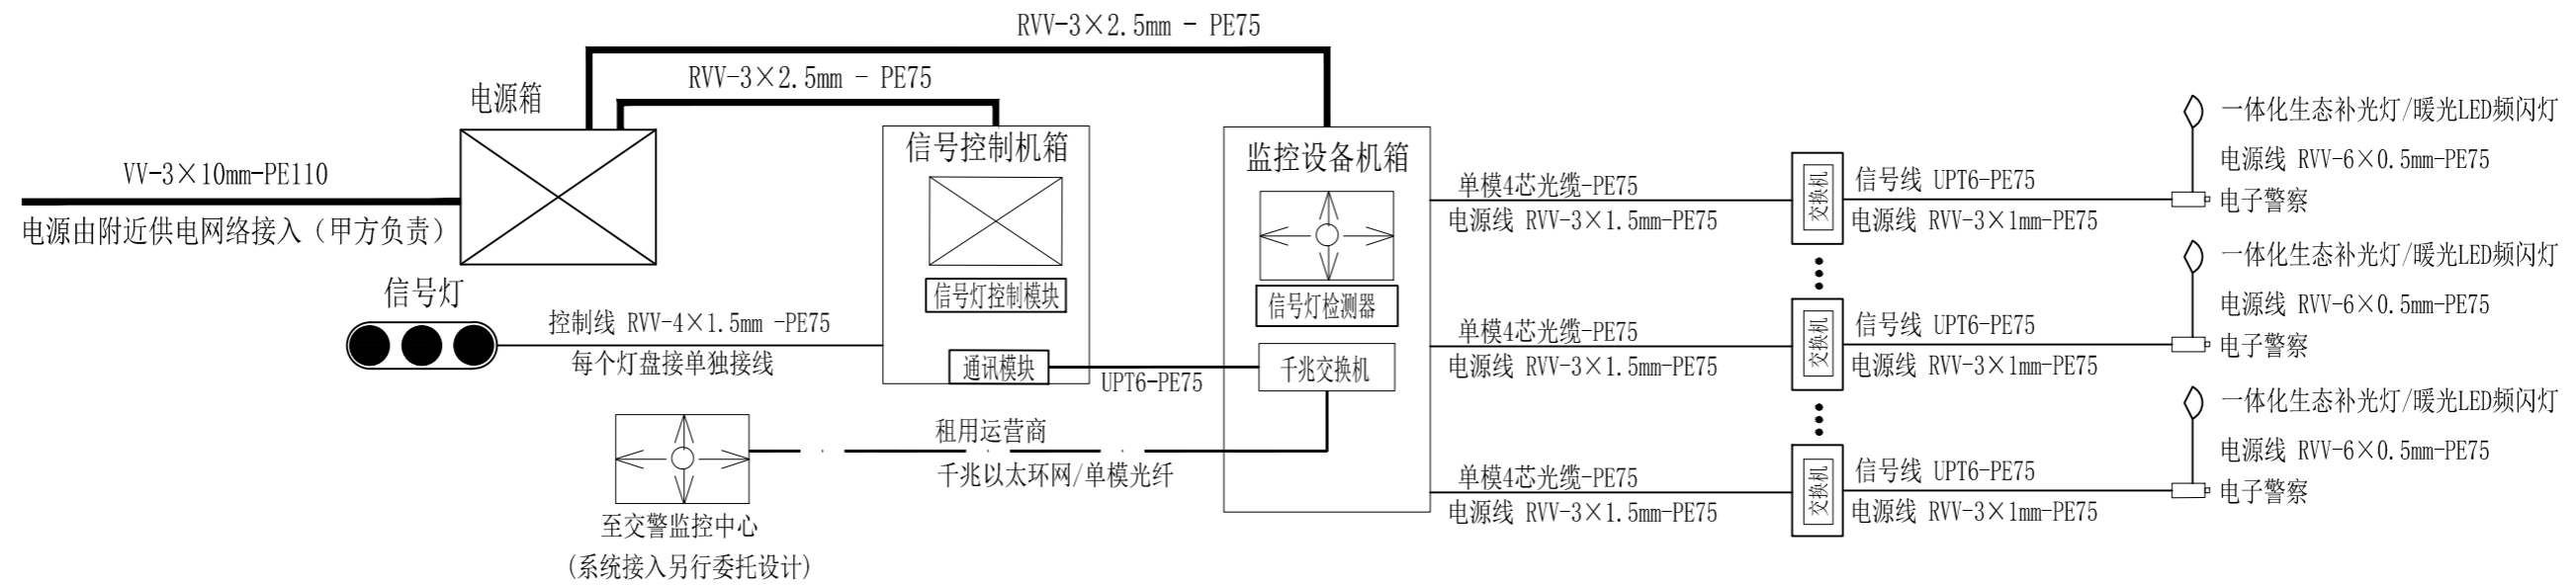 RVV-3×2.5mm - PE75
RVV-3×2.5mm - PE75
电源箱
VV-3×10mm-PE110
电源由附近供电网络接入（甲方负责）
信号控制机箱
信号灯控制模块
通讯模块
监控设备机箱
信号灯检测器
千兆交换机
信号灯
控制线 RVV-4×1.5mm -PE75
每个灯盘接单独接线
UPT6-PE75
租用运营商
千兆以太环网/单模光纤
至交警监控中心
(系统接入另行委托设计)
单模4芯光缆-PE75
电源线 RVV-3×1.5mm-PE75
交换机
信号线 UPT6-PE75
电源线 RVV-3×1mm-PE75
一体化生态补光灯/暖光LED频闪灯
电源线 RVV-6×0.5mm-PE75
电子警察
单模4芯光缆-PE75
电源线 RVV-3×1.5mm-PE75
交换机
信号线 UPT6-PE75
电源线 RVV-3×1mm-PE75
一体化生态补光灯/暖光LED频闪灯
电源线 RVV-6×0.5mm-PE75
电子警察
单模4芯光缆-PE75
电源线 RVV-3×1.5mm-PE75
交换机
信号线 UPT6-PE75
电源线 RVV-3×1mm-PE75
一体化生态补光灯/暖光LED频闪灯
电源线 RVV-6×0.5mm-PE75
电子警察